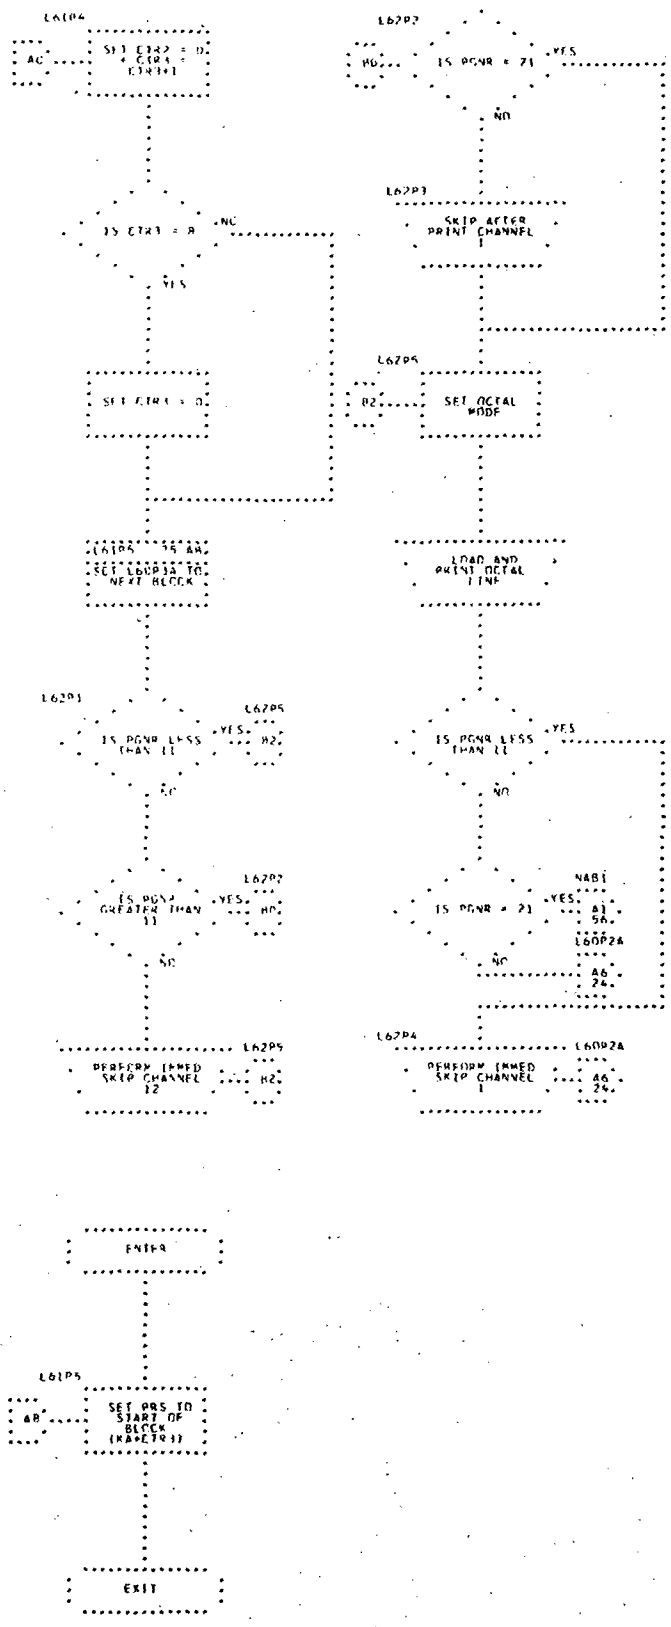 L61P4
SET CTR2 = 0.
+ CTR3 =
CTR3+1
IS CTR3 = 8
NO
YES
SET CTR3 = 0.
L61P5 25 AB.
SET L60P3A TO
NEXT BLOCK
L62P1
IS PGNR LESS
THAN 11
YES
L62P5
B2
NO
IS PGNR
GREATER THAN
11
YES
L62P2
B0
NO
PERFORM IMMED
SKIP CHANNEL
12
L62P5
B2
L62P2
B0
IS PGNR = 21
YES
NO
L62P3
SKIP AFTER
PRINT CHANNEL
1
L62P5
B2
SET OCTAL
MODE
LOAD AND
PRINT OCTAL
LINE
IS PGNR LESS
THAN 11
YES
NO
IS PGNR = 21
YES
NAB1
A1
56
NO
L60P2A
A6
24
L62P4
PERFORM IMMED
SKIP CHANNEL
1
L60P2A
A6
24
ENTER
L61P5
AB
SET PRS TO
START OF
BLOCK
(KA+CTR3)
EXIT